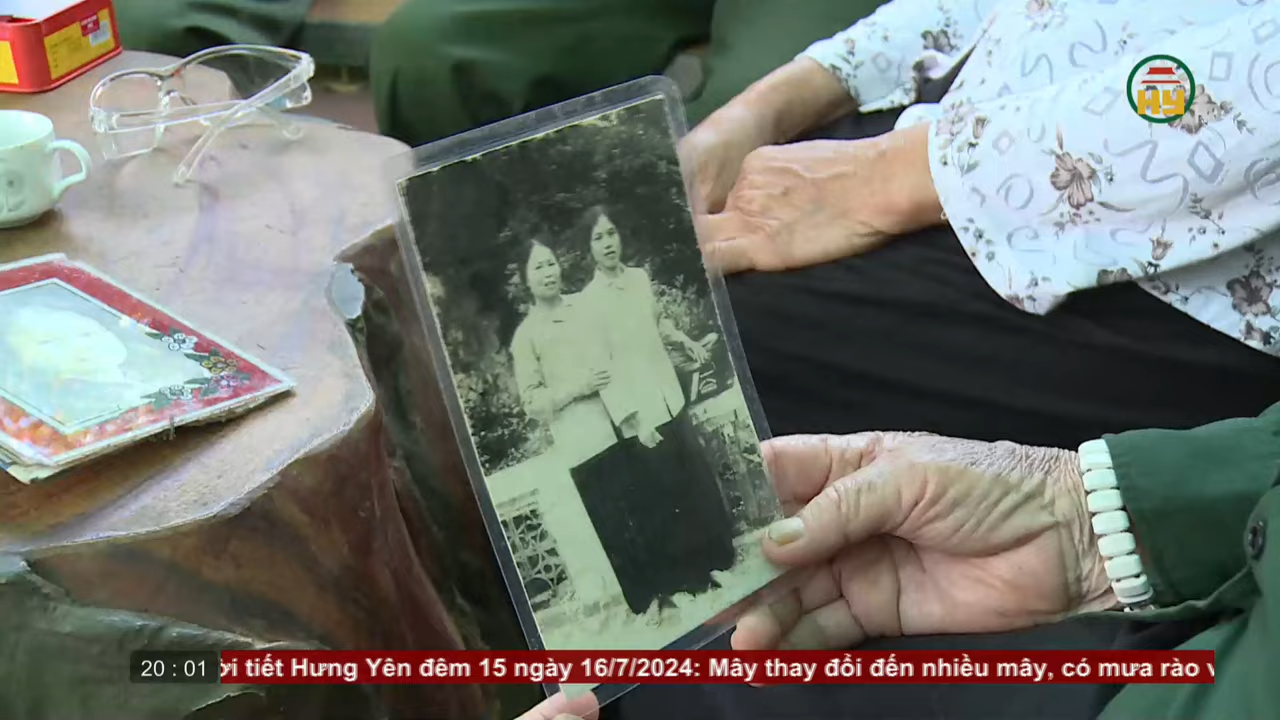 HY
20 : 01
ời tiết Hưng Yên đêm 15 ngày 16/7/2024: Mây thay đổi đến nhiều mây, có mưa rào v